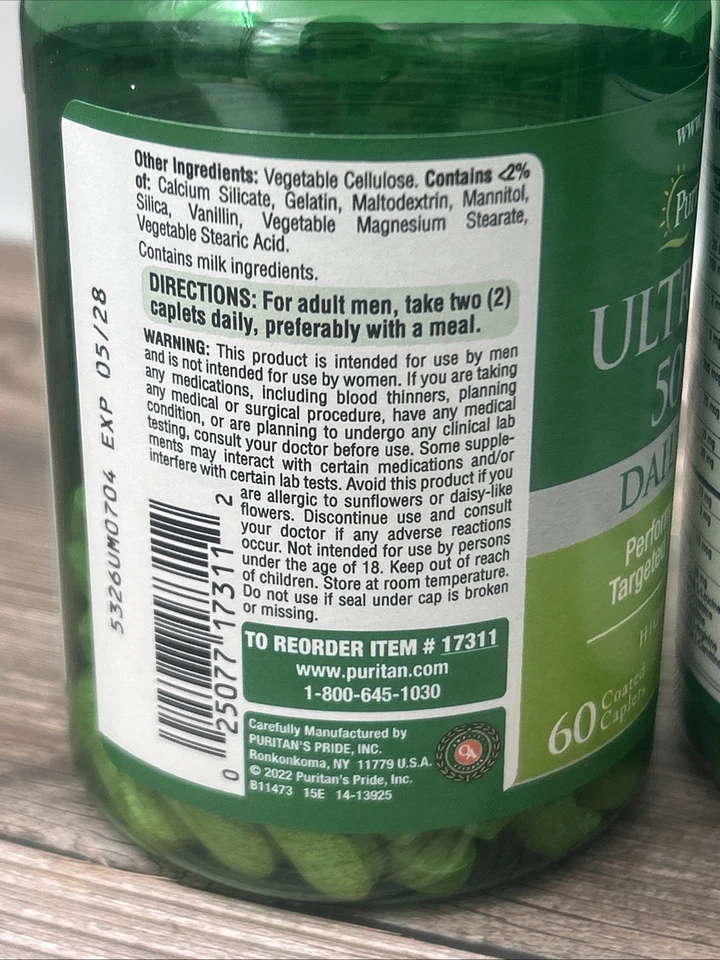 Other Ingredients: Vegetable Cellulose. Contains <2%
of: Calcium Silicate, Gelatin, Maltodextrin, Mannitol,
Silica, Vanillin, Vegetable Magnesium Stearate,
Vegetable Stearic Acid.
Contains milk ingredients.
DIRECTIONS: For adult men, take two (2)
caplets daily, preferably with a meal.
WARNING: This product is intended for use by men
and is not intended for use by women. If you are taking
any medications, including blood thinners, planning
any medical or surgical procedure, have any medical
condition, or are planning to undergo any clinical lab
testing, consult your doctor before use. Some supple-
ments may interact with certain medications and/or
interfere with certain lab tests. Avoid this product if you
are allergic to sunflowers or daisy-like
flowers. Discontinue use and consult
your doctor if any adverse reactions
occur. Not intended for use by persons
under the age of 18. Keep out of reach
of children. Store at room temperature.
Do not use if seal under cap is broken
or missing.
0 25077 17311 2
TO REORDER ITEM # 17311
www.puritan.com
1-800-645-1030
Carefully Manufactured by
PURITAN'S PRIDE, INC.
Ronkonkoma, NY 11779 U.S.A.
© 2022 Puritan's Pride, Inc.
B11473 15E 14-13925
QA
5326UM0704 EXP 05/28
www.
Puri
ULTR
50
DAI
Perform
Targeted
60 Coated
Caplets